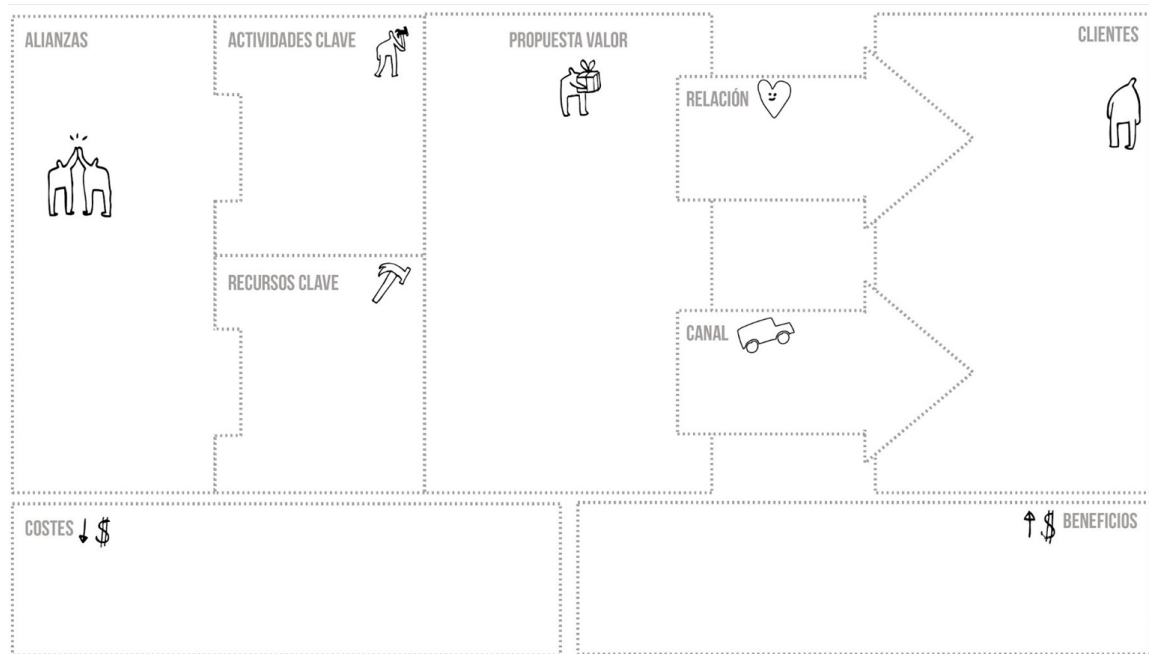 ALIANZAS
ACTIVIDADES CLAVE
PROPUESTA VALOR
CLIENTES
RELACIÓN
RECURSOS CLAVE
CANAL
COSTES ↓ $
↑ $ BENEFICIOS